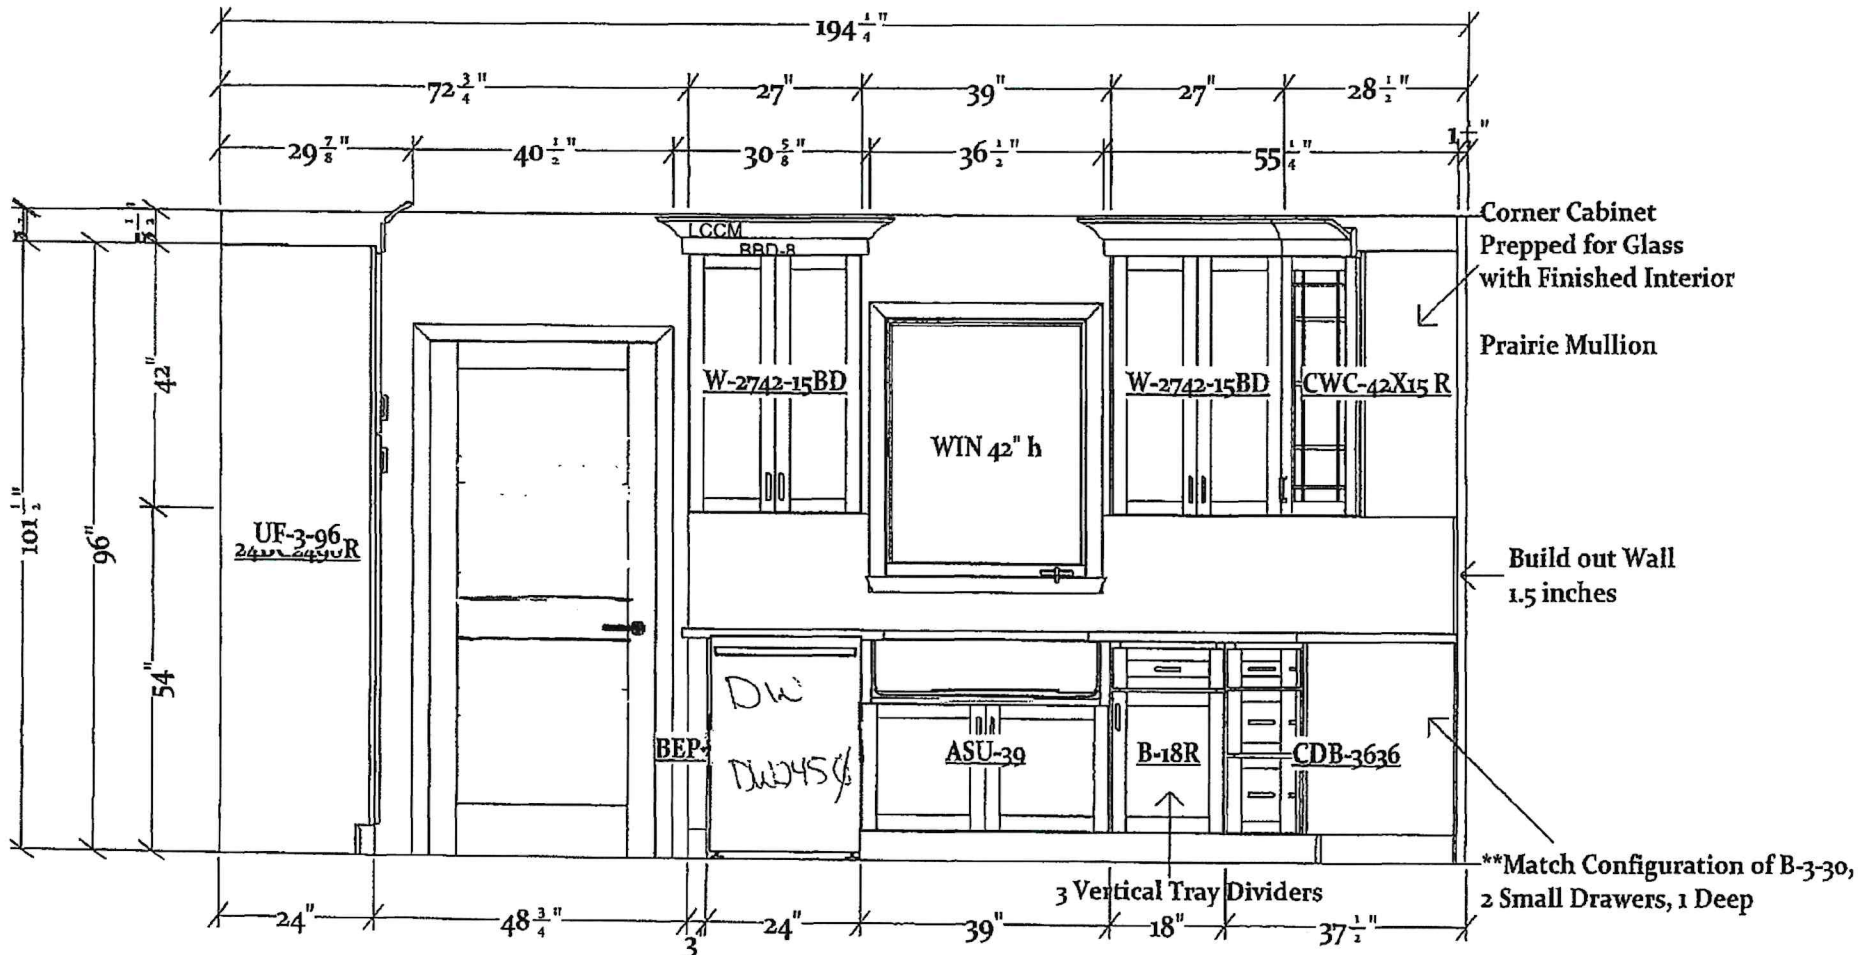 194 1/4"
72 3/4" 27" 39" 27" 28 1/2"
29 7/8" 40 1/2" 30 5/8" 36 1/2" 55 1/4" 1 1/2"
Corner Cabinet
Prepped for Glass
with Finished Interior
Prairie Mullion
LCCM
BBD-8
5 1/2"
42"
W-2742-15BD
W-2742-15BD
CWC-42X15 R
WIN 42" h
101 1/2"
96"
UF-3-96
Build out Wall
1.5 inches
54"
DW
BEP-
ASU-39
B-18R
CDB-3636
3 Vertical Tray Dividers
**Match Configuration of B-3-30,
2 Small Drawers, 1 Deep
24" 48 3/4" 3" 24" 39" 18" 37 1/2"